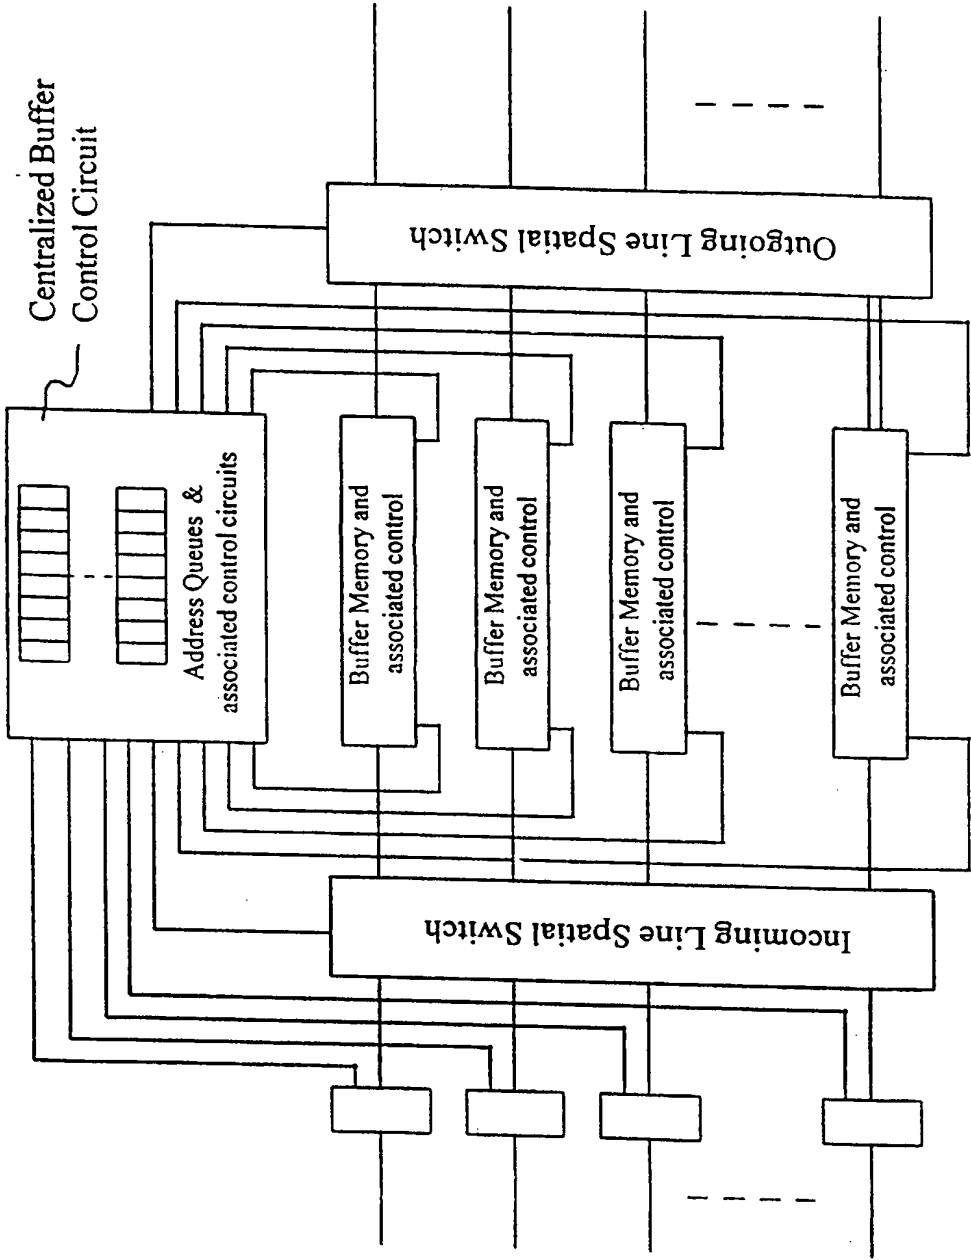 Centralized Buffer
Control Circuit
Address Queues &
associated control circuits
Buffer Memory and
associated control
Buffer Memory and
associated control
Buffer Memory and
associated control
Buffer Memory and
associated control
Incoming Line Spatial Switch
Outgoing Line Spatial Switch